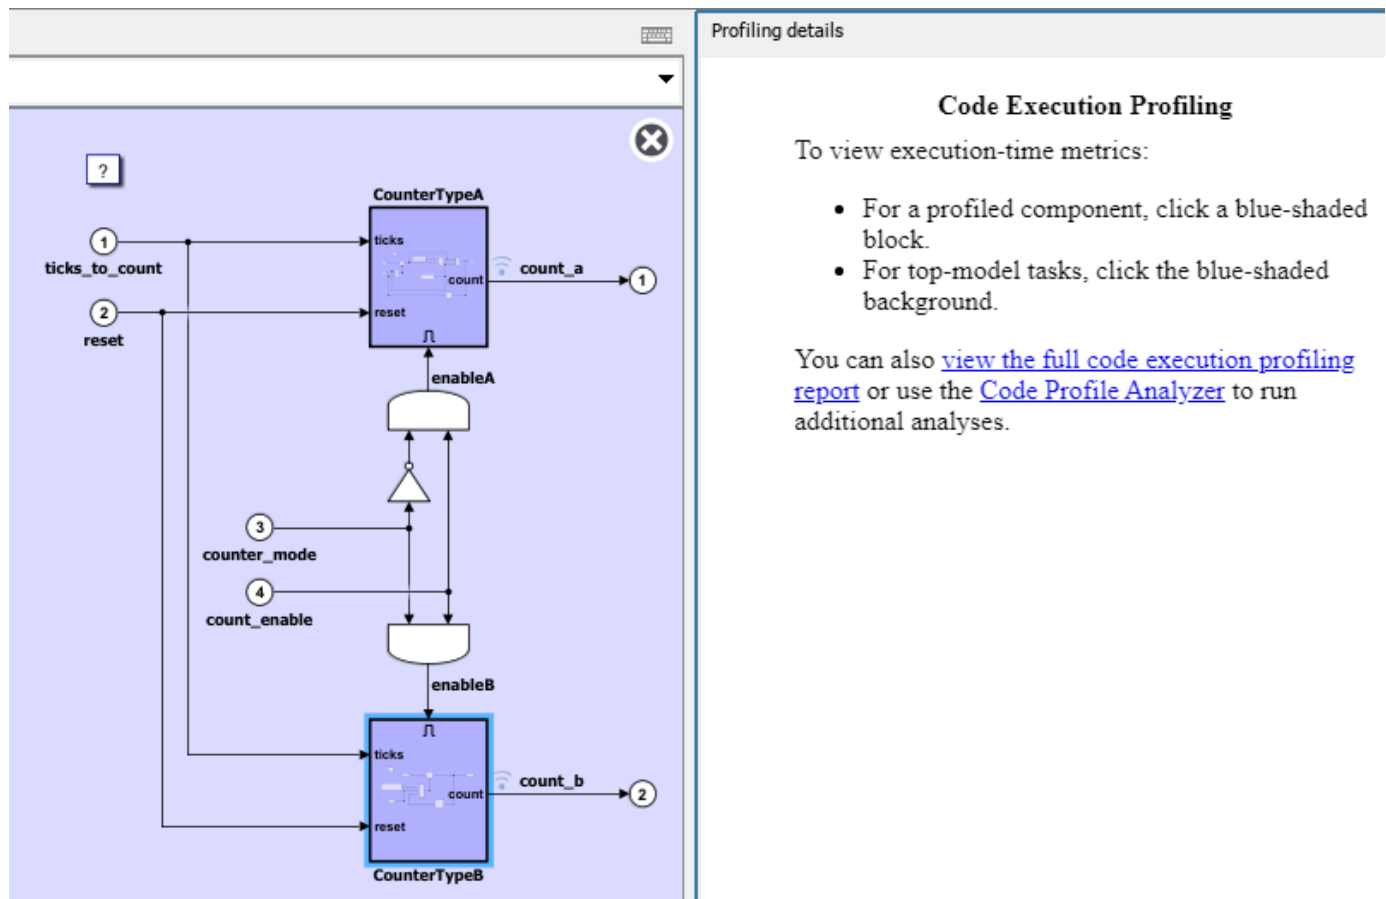 Profiling details
?
CounterTypeA
1
ticks_to_count
2
reset
ticks
count
reset
count_a
1
enableA
3
counter_mode
4
count_enable
enableB
ticks
count
reset
count_b
2
CounterTypeB
Code Execution Profiling
To view execution-time metrics:
• For a profiled component, click a blue-shaded
block.
• For top-model tasks, click the blue-shaded
background.
You can also view the full code execution profiling
report or use the Code Profile Analyzer to run
additional analyses.